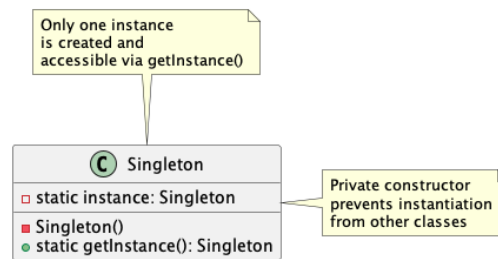 Only one instance
is created and
accessible via getInstance()
C Singleton
static instance: Singleton
Singleton()
static getInstance(): Singleton
Private constructor
prevents instantiation
from other classes